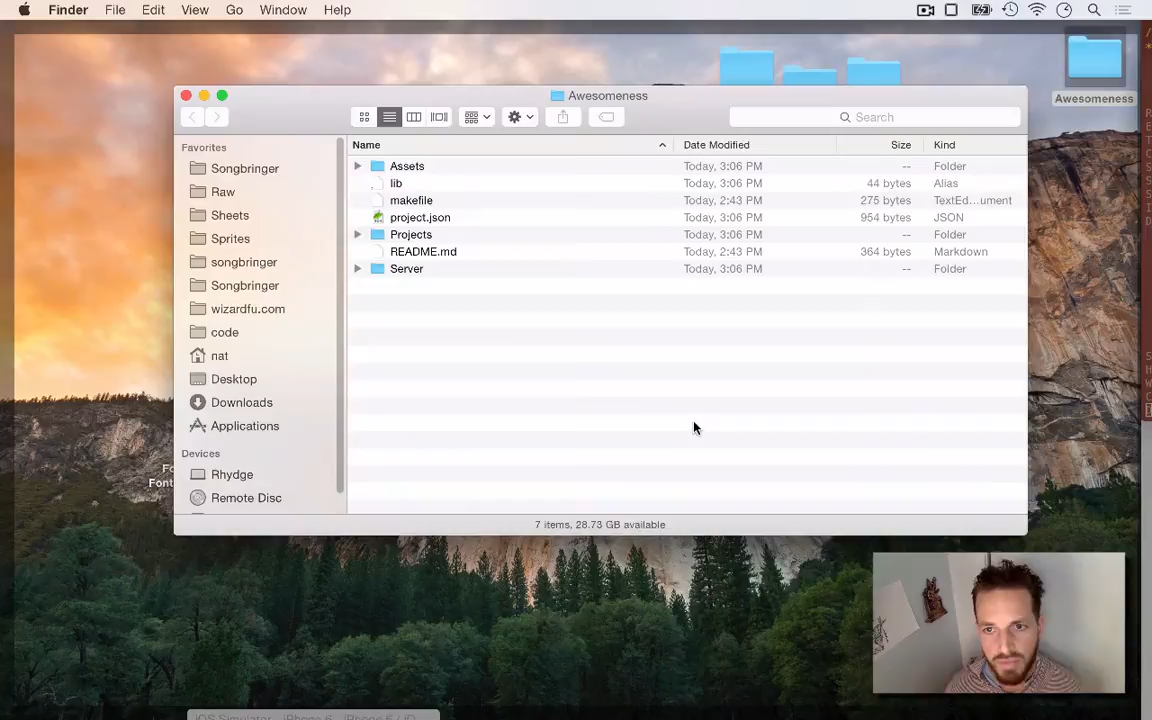 Finder File Edit View Go Window Help
Awesomeness
Awesomeness
Search
Favorites
Songbringer
Raw
Sheets
Sprites
songbringer
Songbringer
wizardfu.com
code
nat
Desktop
Downloads
Applications
Devices
Rhydge
Remote Disc
Name Date Modified Size Kind
Assets Today, 3:06 PM -- Folder
lib Today, 3:06 PM 44 bytes Alias
makefile Today, 2:43 PM 275 bytes TextEd...ument
project.json Today, 3:06 PM 954 bytes JSON
Projects Today, 3:06 PM -- Folder
README.md Today, 2:43 PM 364 bytes Markdown
Server Today, 3:06 PM -- Folder
7 items, 28.73 GB available
Fo
Font